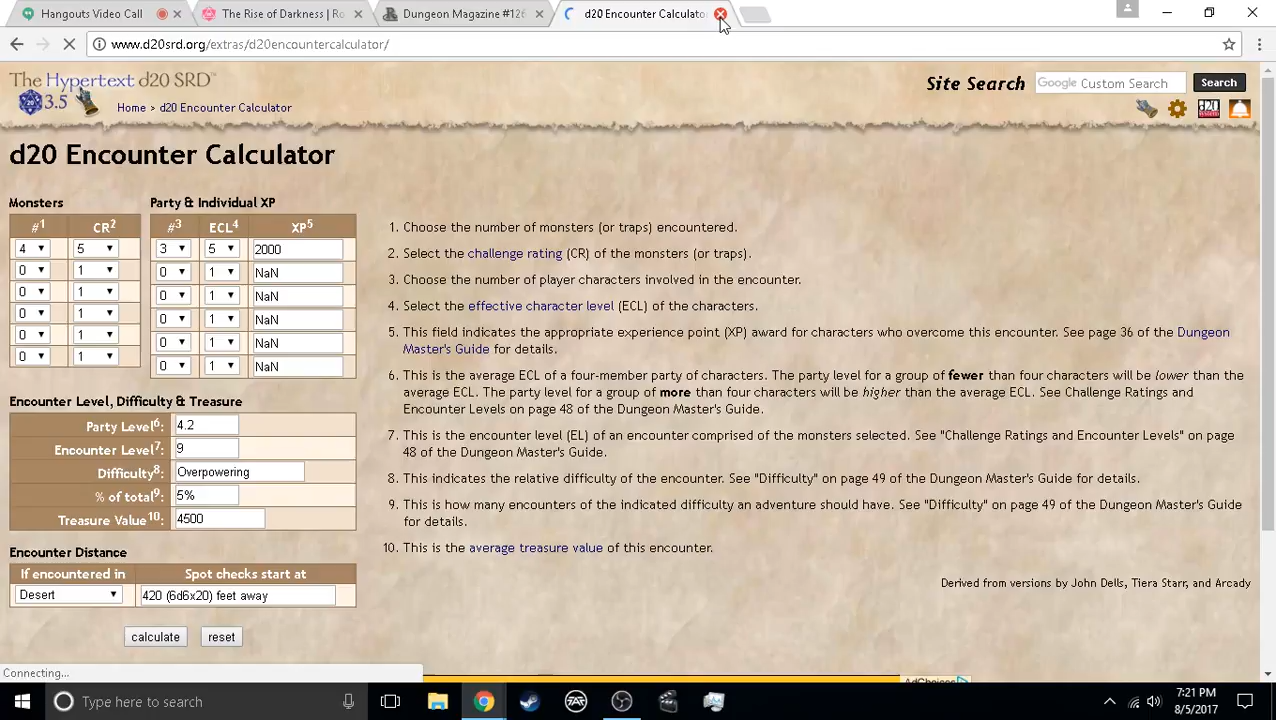 Hangouts Video Call
The Rise of Darkness | Ro
Dungeon Magazine #126
d20 Encounter Calculator
www.d20srd.org/extras/d20encountercalculator/
The Hypertext d20 SRD
3.5
Home > d20 Encounter Calculator
Site Search
Google Custom Search
Search
d20 Encounter Calculator
Monsters
#1 CR2
4 5
0 1
0 1
0 1
0 1
0 1
Party & Individual XP
#3 ECL4 XP5
3 5 2000
0 1 NaN
0 1 NaN
0 1 NaN
0 1 NaN
0 1 NaN
Encounter Level, Difficulty & Treasure
Party Level6: 4.2
Encounter Level7: 9
Difficulty8: Overpowering
% of total9: 5%
Treasure Value10: 4500
Encounter Distance
If encountered in Spot checks start at
Desert 420 (6d6x20) feet away
calculate reset
1. Choose the number of monsters (or traps) encountered.
2. Select the challenge rating (CR) of the monsters (or traps).
3. Choose the number of player characters involved in the encounter.
4. Select the effective character level (ECL) of the characters.
5. This field indicates the appropriate experience point (XP) award for characters who overcome this encounter. See page 36 of the Dungeon
Master's Guide for details.
6. This is the average ECL of a four-member party of characters. The party level for a group of fewer than four characters will be lower than the
average ECL. The party level for a group of more than four characters will be higher than the average ECL. See Challenge Ratings and
Encounter Levels on page 48 of the Dungeon Master's Guide.
7. This is the encounter level (EL) of an encounter comprised of the monsters selected. See "Challenge Ratings and Encounter Levels" on page
48 of the Dungeon Master's Guide.
8. This indicates the relative difficulty of the encounter. See "Difficulty" on page 49 of the Dungeon Master's Guide for details.
9. This is how many encounters of the indicated difficulty an adventure should have. See "Difficulty" on page 49 of the Dungeon Master's Guide
for details.
10. This is the average treasure value of this encounter.
Derived from versions by John Dells, Tiera Starr, and Arcady
Connecting...
AdChoices
Type here to search
7:21 PM
8/5/2017